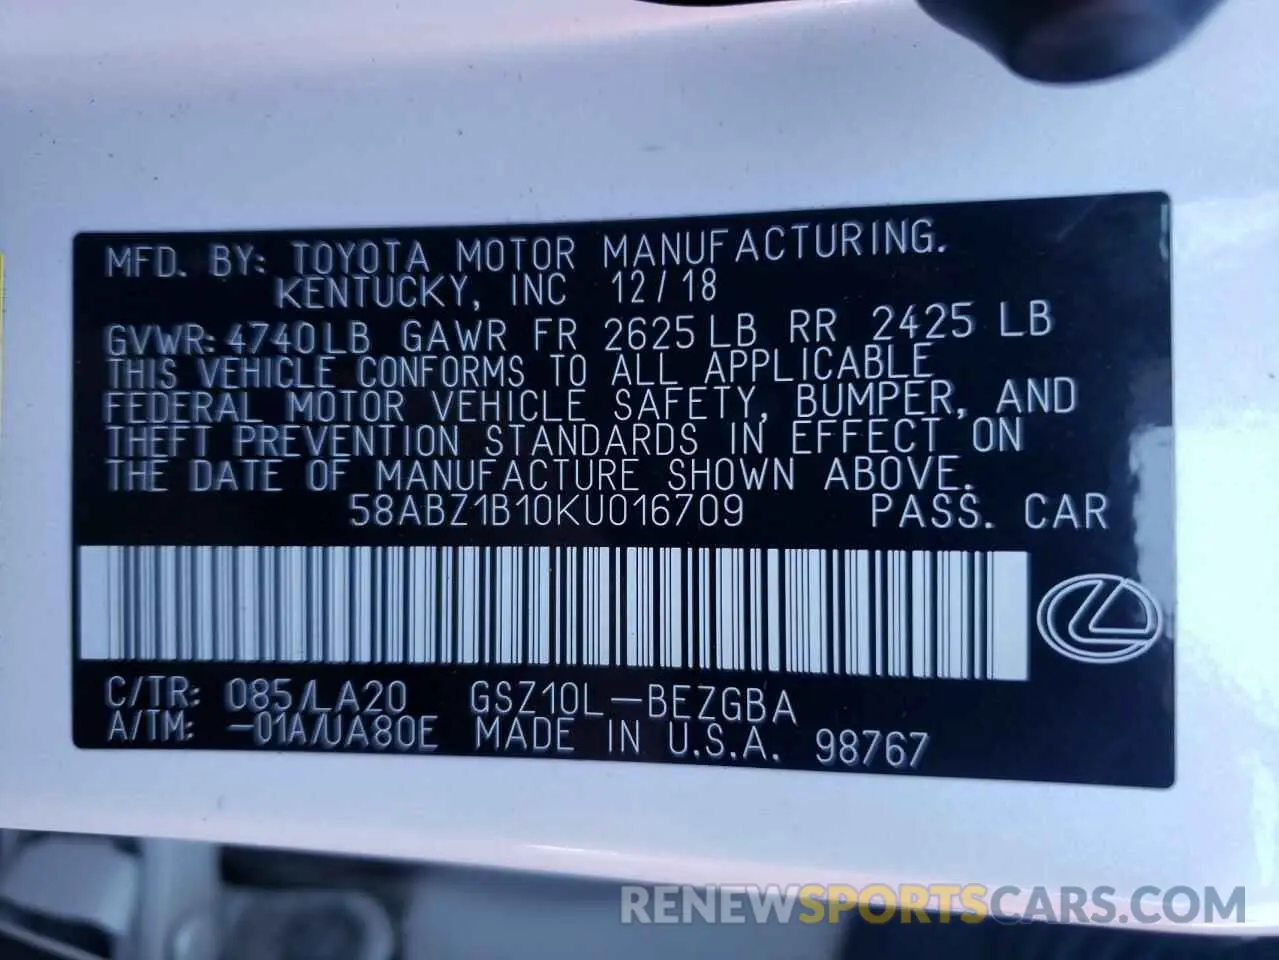 MFD. BY: TOYOTA MOTOR MANUFACTURING.
KENTUCKY, INC 12/18
GVWR: 4740LB GAWR FR 2625LB RR 2425 LB
THIS VEHICLE CONFORMS TO ALL APPLICABLE
FEDERAL MOTOR VEHICLE SAFETY, BUMPER, AND
THEFT PREVENTION STANDARDS IN EFFECT ON
THE DATE OF MANUFACTURE SHOWN ABOVE.
58ABZ1B10KU016709 PASS. CAR
C/TR: 085/LA20 GSZ10L-BEZGBA
A/TM: -01A/UA80E MADE IN U.S.A. 98767
RENEWSPORTSCARS.COM